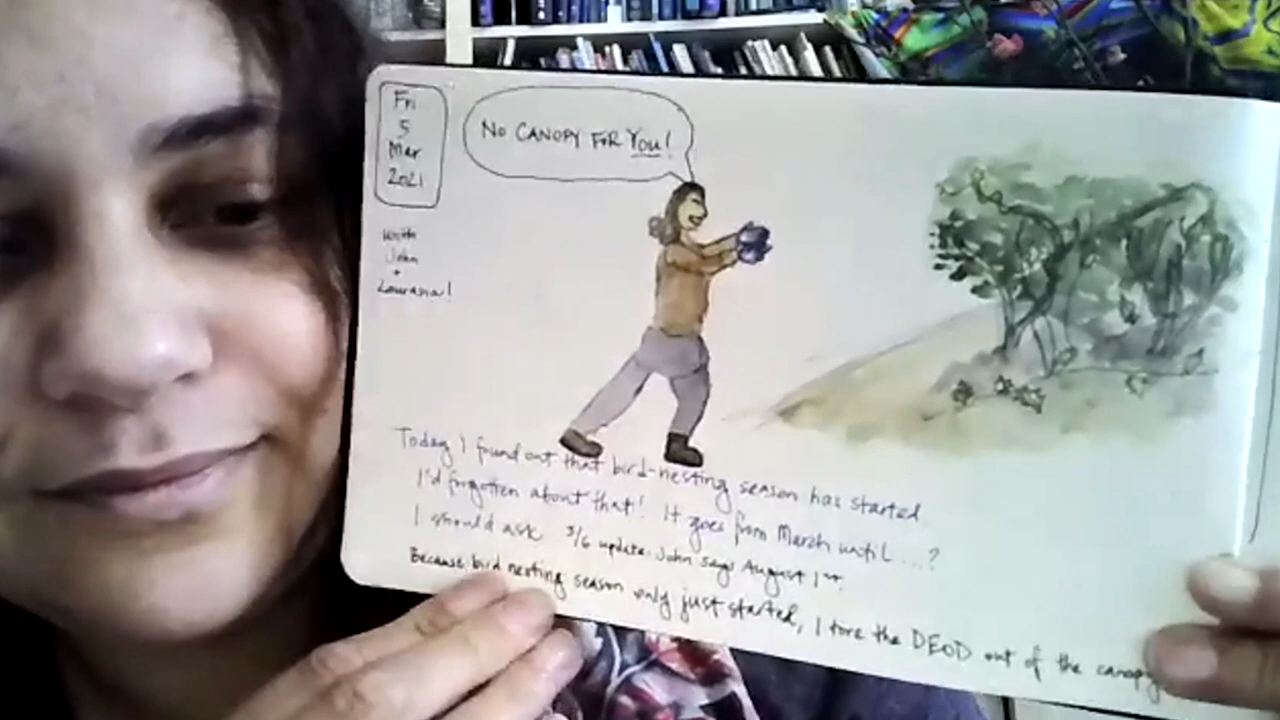 Fri
5
Mar
2021
with
John
+
Laurasia!
NO CANOPY FOR YOU!
Today I found out that bird-nesting season has started.
I'd forgotten about that! It goes from March until...?
I should ask 3/6 update: John says August 1st.
Because bird nesting season only just started, I tore the DEOD out of the canopy